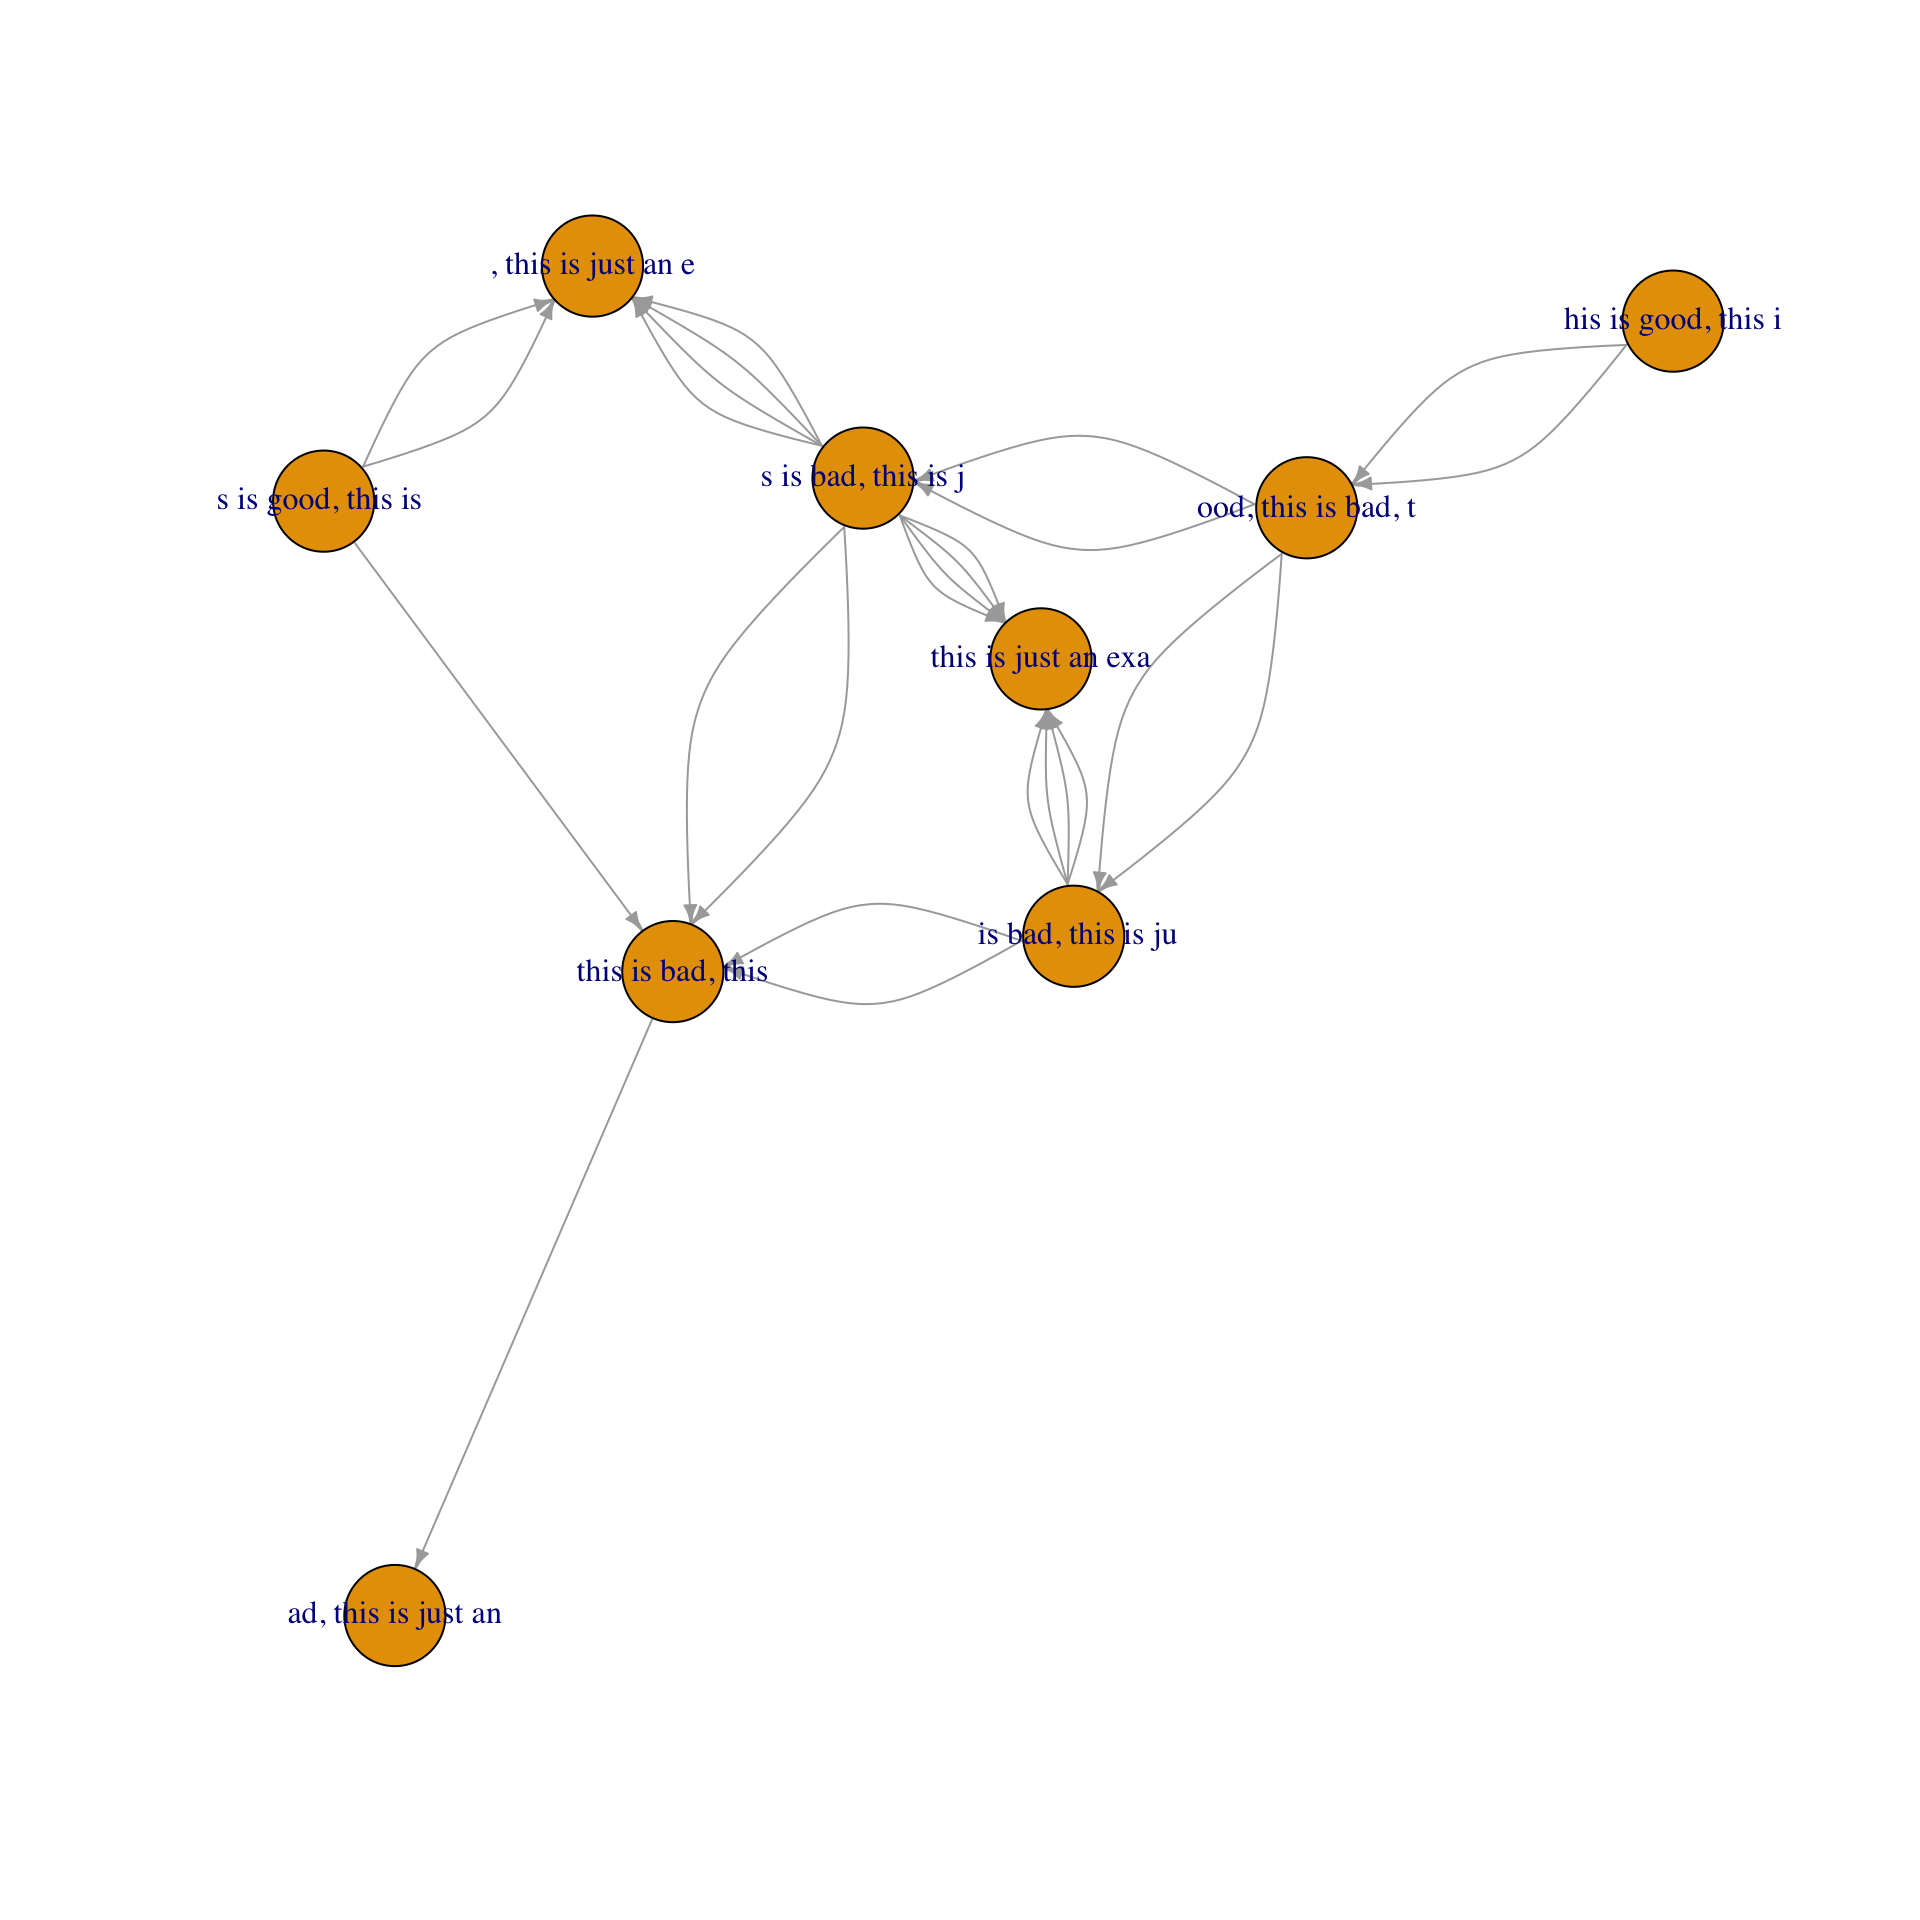 , this is just an e
his is good, this i
s is bad, this is j
s is good, this is
ood, this is bad, t
this is just an exa
is bad, this is ju
this is bad, this
ad, this is just an